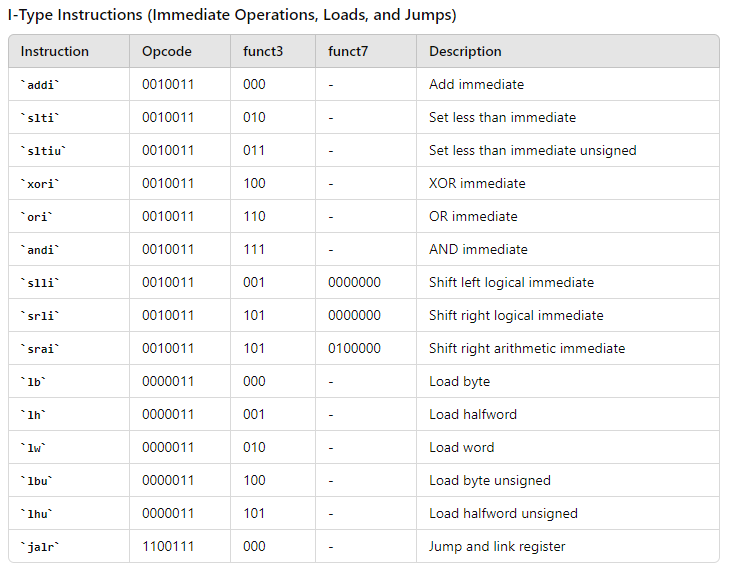 I-Type Instructions (Immediate Operations, Loads, and Jumps)
Instruction Opcode funct3 funct7 Description
`addi` 0010011 000 - Add immediate
`slti` 0010011 010 - Set less than immediate
`sltiu` 0010011 011 - Set less than immediate unsigned
`xori` 0010011 100 - XOR immediate
`ori` 0010011 110 - OR immediate
`andi` 0010011 111 - AND immediate
`slli` 0010011 001 0000000 Shift left logical immediate
`srli` 0010011 101 0000000 Shift right logical immediate
`srai` 0010011 101 0100000 Shift right arithmetic immediate
`lb` 0000011 000 - Load byte
`lh` 0000011 001 - Load halfword
`lw` 0000011 010 - Load word
`lbu` 0000011 100 - Load byte unsigned
`lhu` 0000011 101 - Load halfword unsigned
`jalr` 1100111 000 - Jump and link register